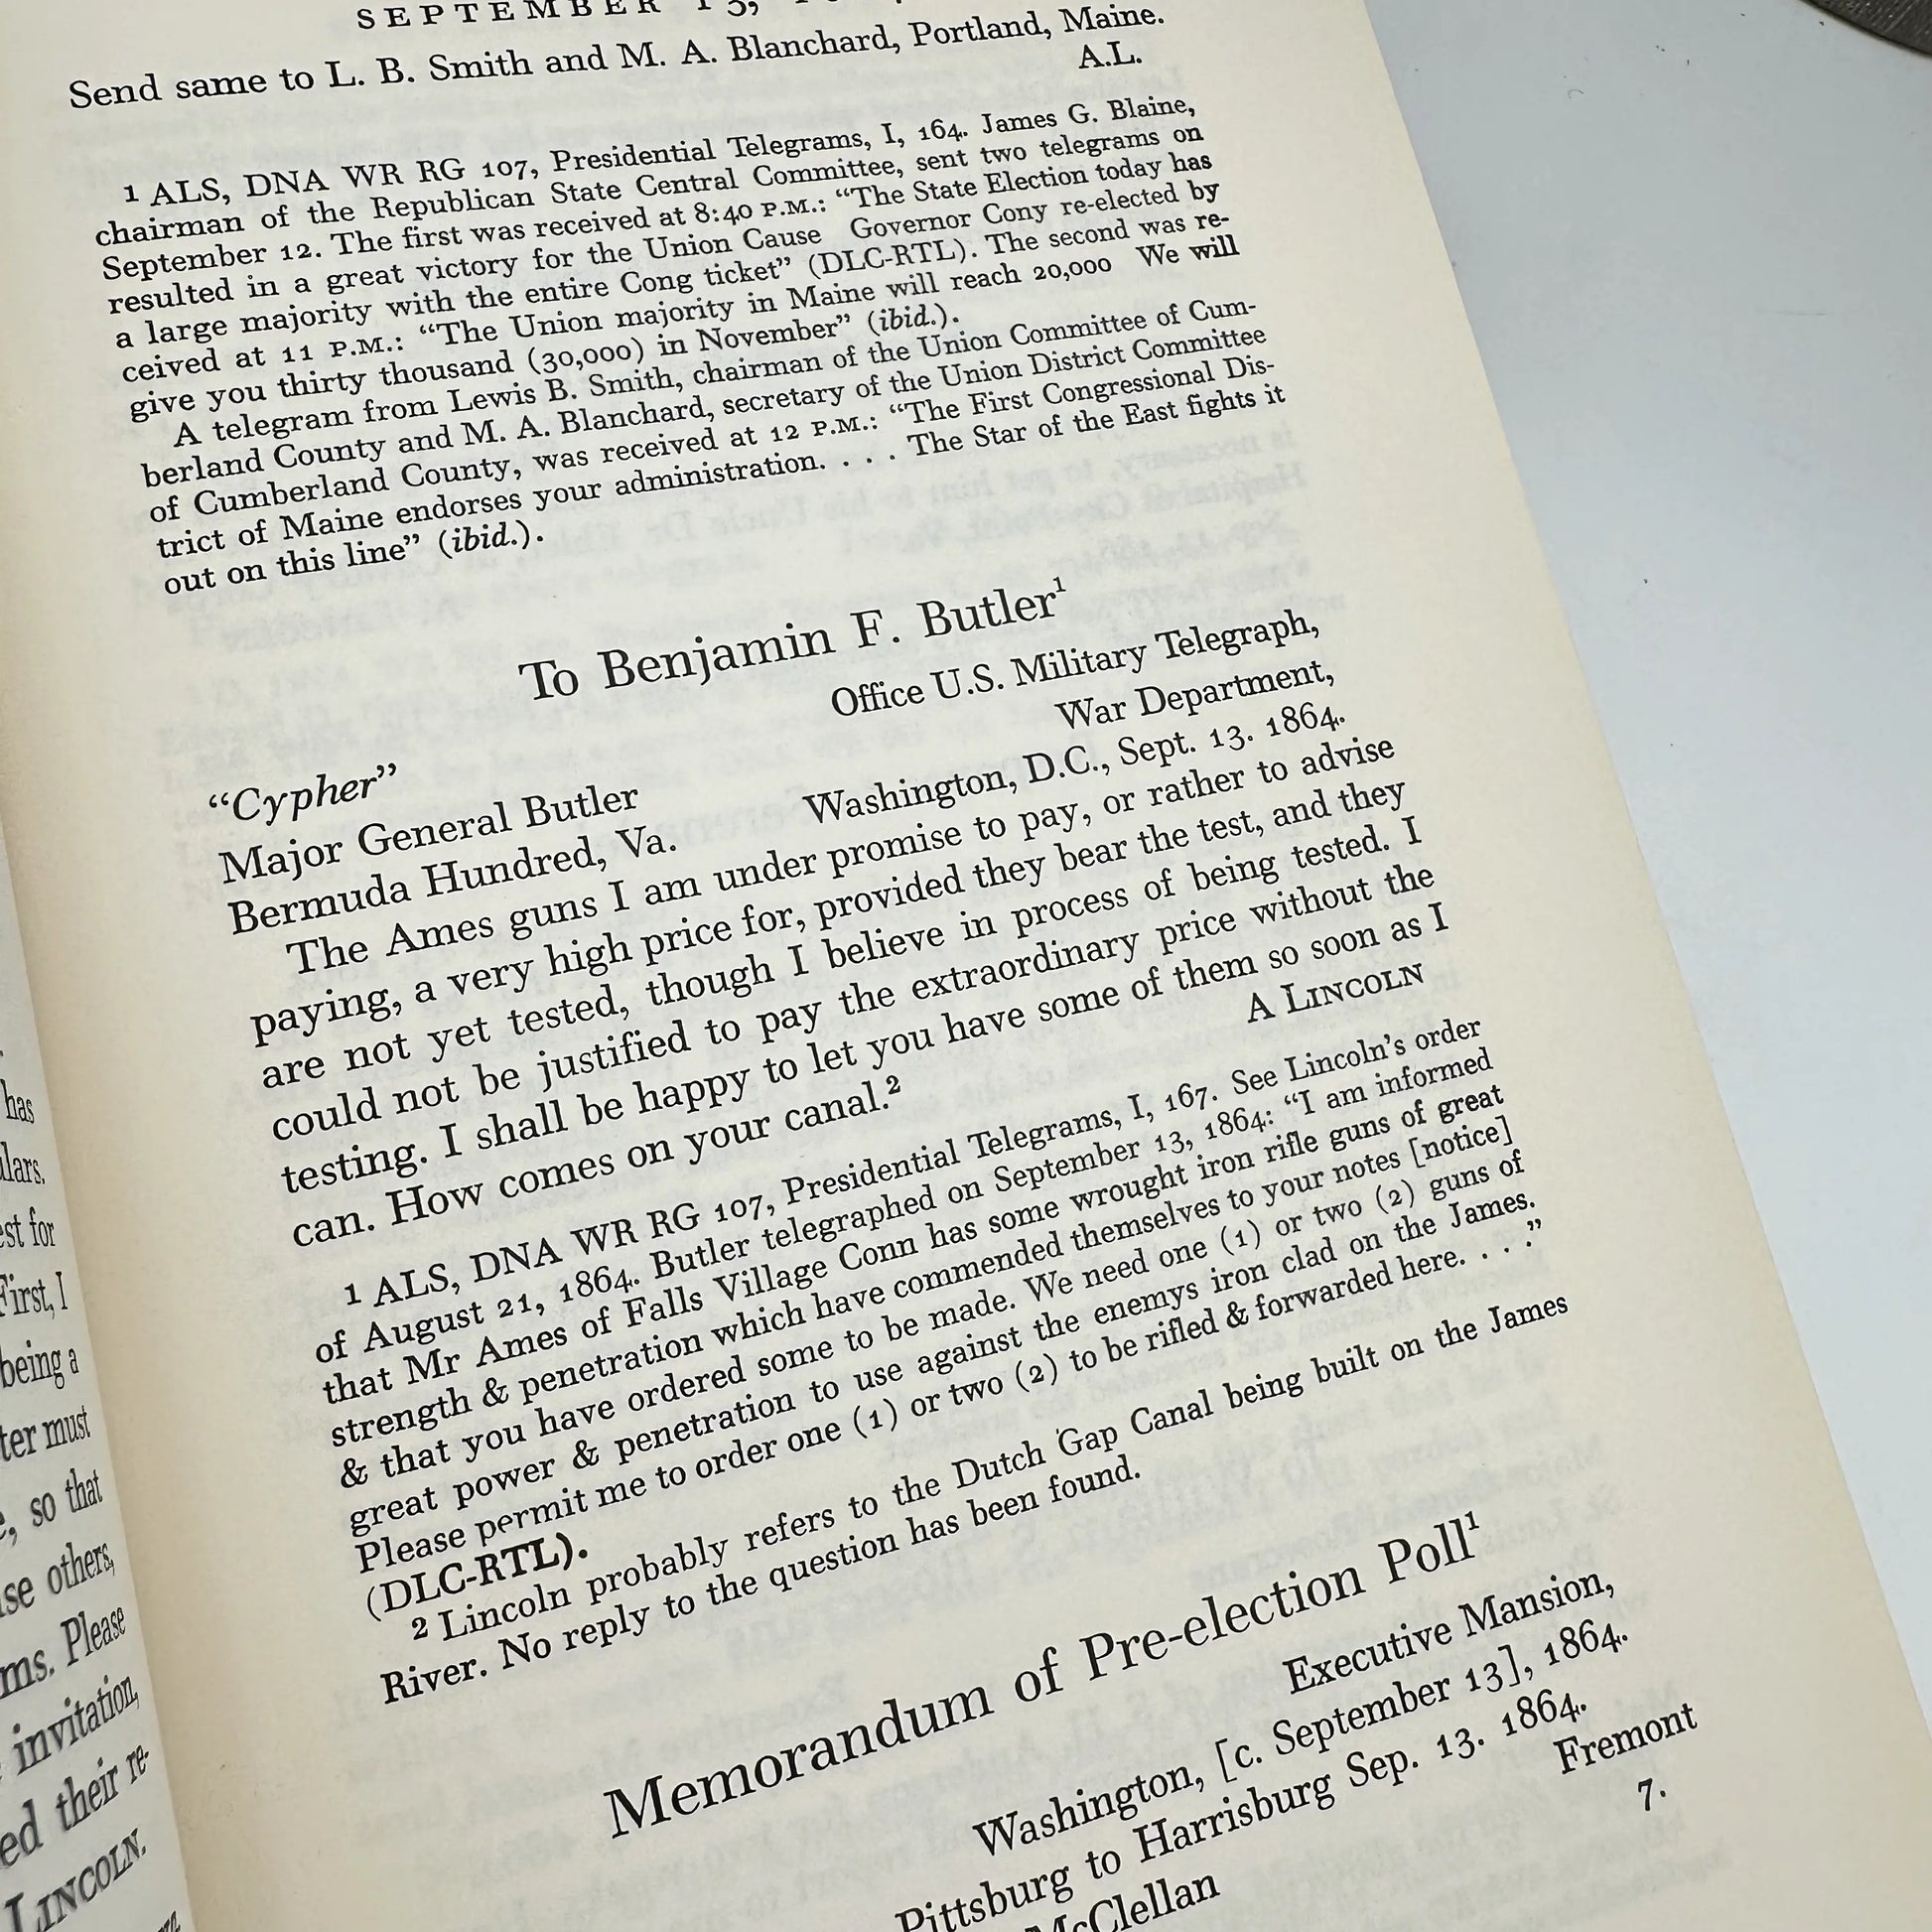 SEPTEMBER 13,
Send same to L. B. Smith and M. A. Blanchard, Portland, Maine.
A.L.
1 ALS, DNA WR RG 107, Presidential Telegrams, I, 164. James G. Blaine,
chairman of the Republican State Central Committee, sent two telegrams on
September 12. The first was received at 8:40 P.M.: “The State Election today has
resulted in a great victory for the Union Cause Governor Cony re-elected by
a large majority with the entire Cong ticket” (DLC-RTL). The second was re-
ceived at 11 P.M.: “The Union majority in Maine will reach 20,000 We will
give you thirty thousand (30,000) in November” (ibid.).
A telegram from Lewis B. Smith, chairman of the Union Committee of Cum-
berland County and M. A. Blanchard, secretary of the Union District Committee
of Cumberland County, was received at 12 P.M.: “The First Congressional Dis-
trict of Maine endorses your administration. . . . The Star of the East fights it
out on this line” (ibid.).
To Benjamin F. Butler¹
Office U.S. Military Telegraph,
War Department,
“Cypher”
Major General Butler Washington, D.C., Sept. 13. 1864.
Bermuda Hundred, Va.
The Ames guns I am under promise to pay, or rather to advise
paying, a very high price for, provided they bear the test, and they
are not yet tested, though I believe in process of being tested. I
could not be justified to pay the extraordinary price without the
testing. I shall be happy to let you have some of them so soon as I
can. How comes on your canal.²
A LINCOLN
1 ALS, DNA WR RG 107, Presidential Telegrams, I, 167. See Lincoln’s order
of August 21, 1864. Butler telegraphed on September 13, 1864: “I am informed
that Mr Ames of Falls Village Conn has some wrought iron rifle guns of great
strength & penetration which have commended themselves to your notes [notice]
& that you have ordered some to be made. We need one (1) or two (2) guns of
great power & penetration to use against the enemys iron clad on the James.
Please permit me to order one (1) or two (2) to be rifled & forwarded here. . . .”
(DLC-RTL).
2 Lincoln probably refers to the Dutch Gap Canal being built on the James
River. No reply to the question has been found.
Memorandum of Pre-election Poll¹
Executive Mansion,
Washington, [c. September 13], 1864.
Pittsburg to Harrisburg Sep. 13. 1864.
McClellan Fremont
7.
has
lars.
est for
First, I
being a
ter must
so that
se others,
ms. Please
invitation,
ed their re-
LINCOLN.